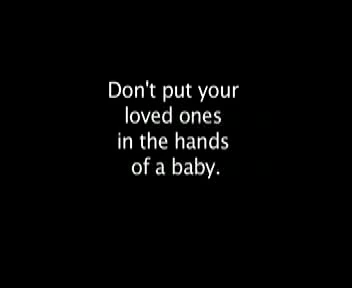 Don't put your
loved ones
in the hands
of a baby.